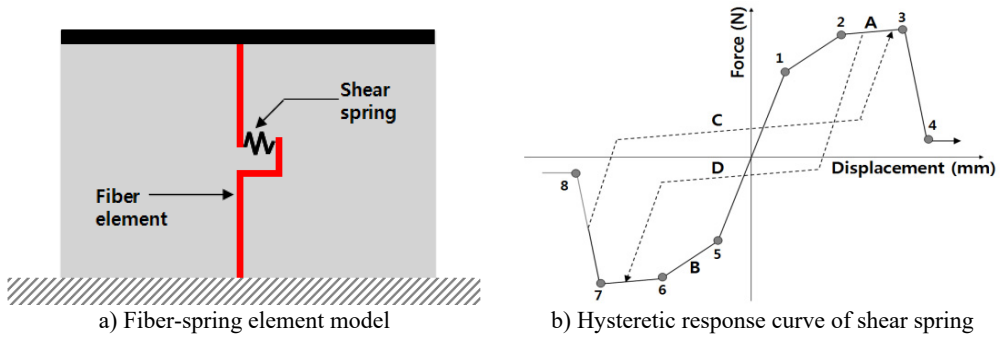 Shear
spring
Fiber
element
a) Fiber-spring element model
Force (N)
Displacement (mm)
1
2
A
3
4
C
D
8
7
6
B
5
b) Hysteretic response curve of shear spring